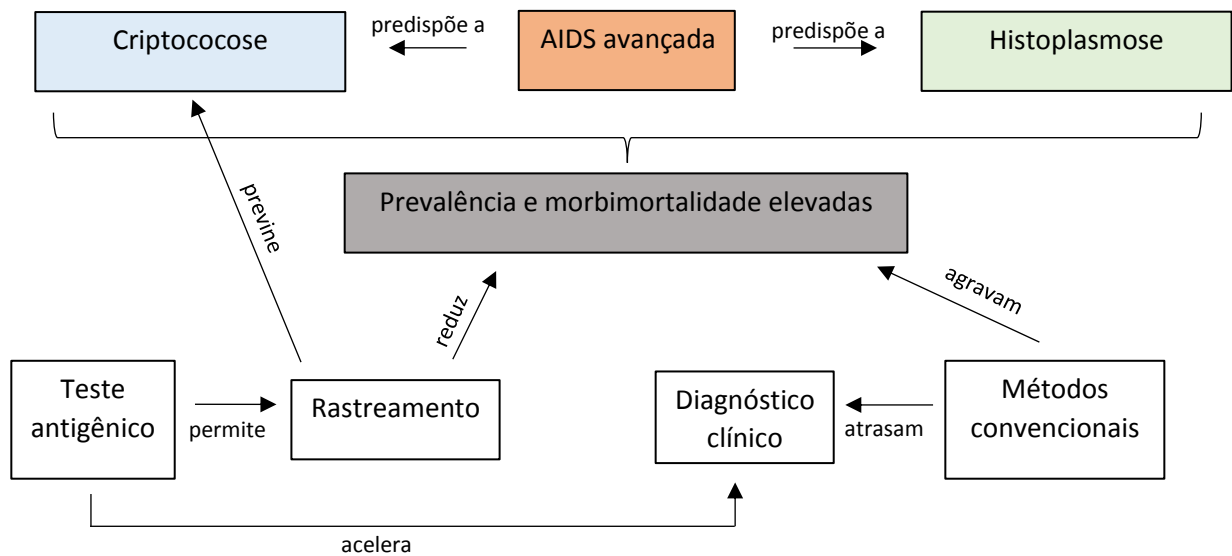 Criptococose
predispõe a
AIDS avançada
predispõe a
Histoplasmose
Prevalência e morbimortalidade elevadas
previne
reduz
agravam
Teste
antigênico
permite
Rastreamento
Diagnóstico
clínico
atrasam
Métodos
convencionais
acelera